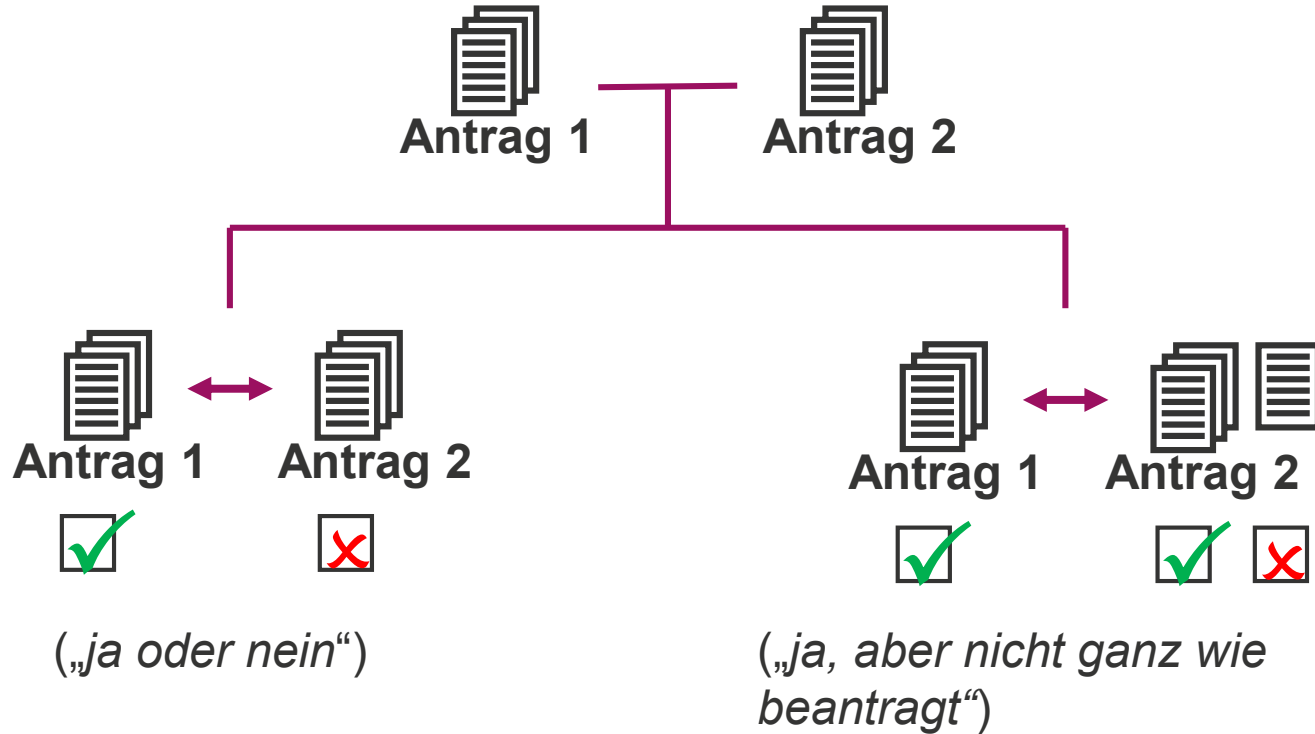 Antrag 1 Antrag 2
Antrag 1 Antrag 2 Antrag 1 Antrag 2
(„ja oder nein“)
(„ja, aber nicht ganz wie
beantragt“)